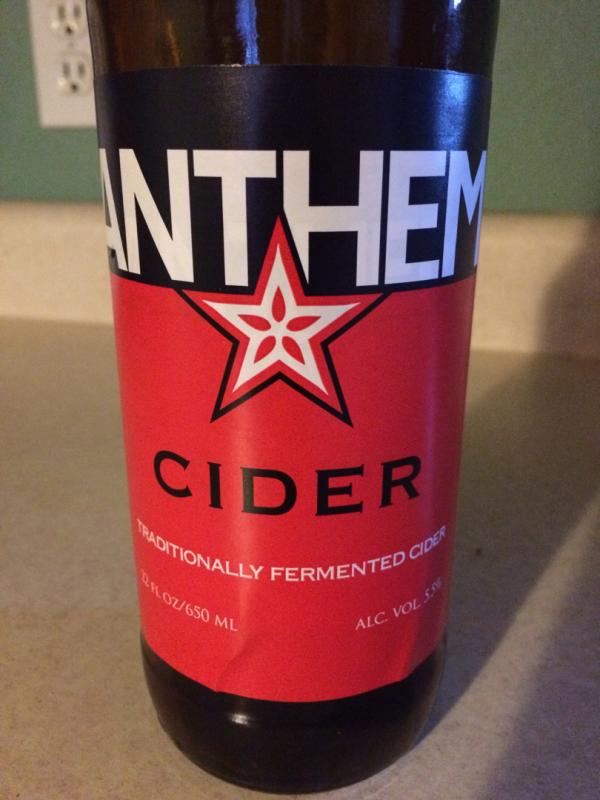 ANTHEM
CIDER
TRADITIONALLY FERMENTED CIDER
22 FL OZ/650 ML
ALC. VOL. 5.5%